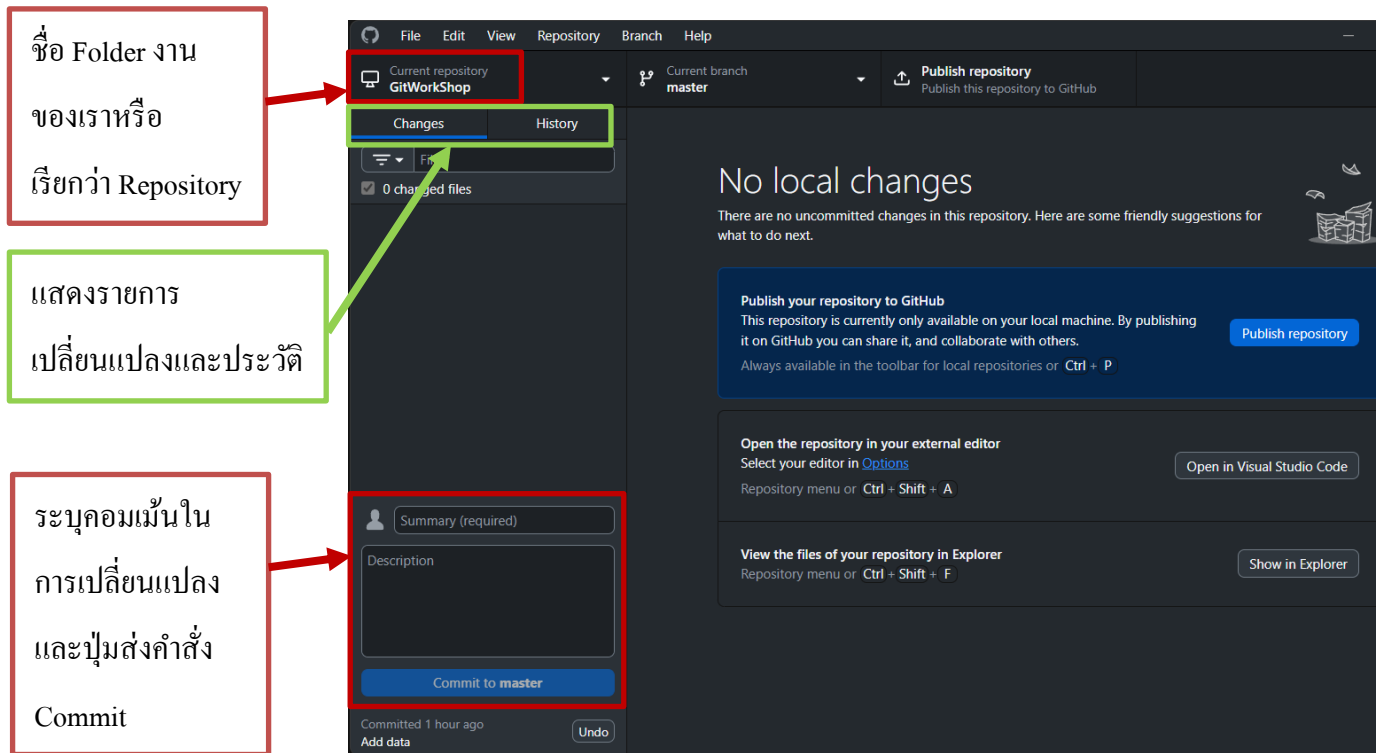 ชื่อ Folder งาน
ของเราหรือ
เรียกว่า Repository
แสดงรายการ
เปลี่ยนแปลงและประวัติ
ระบุคอมเม้นใน
การเปลี่ยนแปลง
และปุ่มส่งคำสั่ง
Commit
File Edit View Repository Branch Help
Current repository
GitWorkShop
Current branch
master
Publish repository
Publish this repository to GitHub
Changes History
0 changed files
No local changes
There are no uncommitted changes in this repository. Here are some friendly suggestions for
what to do next.
Publish your repository to GitHub
This repository is currently only available on your local machine. By publishing
it on GitHub you can share it, and collaborate with others.
Always available in the toolbar for local repositories or Ctrl + P
Publish repository
Open the repository in your external editor
Select your editor in Options
Repository menu or Ctrl + Shift + A
Open in Visual Studio Code
View the files of your repository in Explorer
Repository menu or Ctrl + Shift + F
Show in Explorer
Summary (required)
Description
Commit to master
Committed 1 hour ago
Add data
Undo